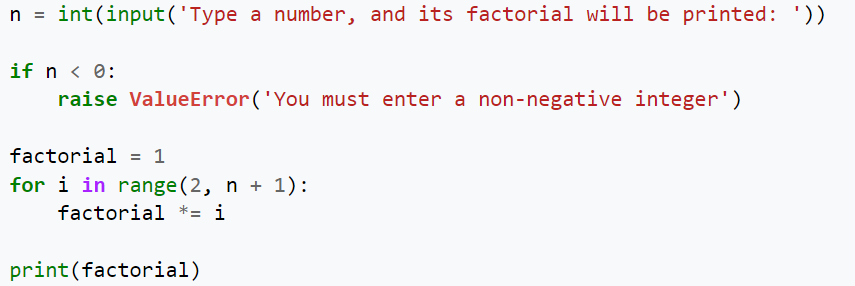 n = int(input('Type a number, and its factorial will be printed: '))
if n < 0:
    raise ValueError('You must enter a non-negative integer')
factorial = 1
for i in range(2, n + 1):
    factorial *= i
print(factorial)